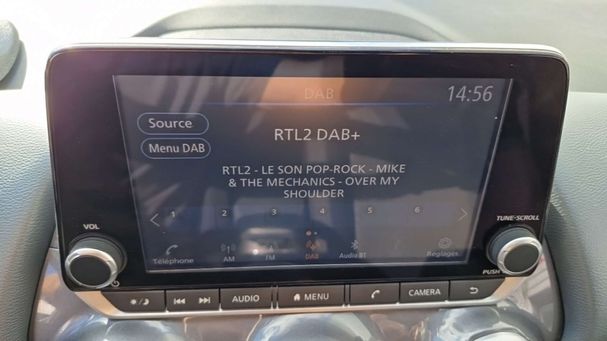 DAB
14:56
Source
RTL2 DAB+
Menu DAB
RTL2 - LE SON POP-ROCK - MIKE
& THE MECHANICS - OVER MY
SHOULDER
1 2 3 4 5 6
VOL
TUNE•SCROLL
Téléphone AM FM DAB Audio BT Réglages
PUSH
AUDIO MENU CAMERA